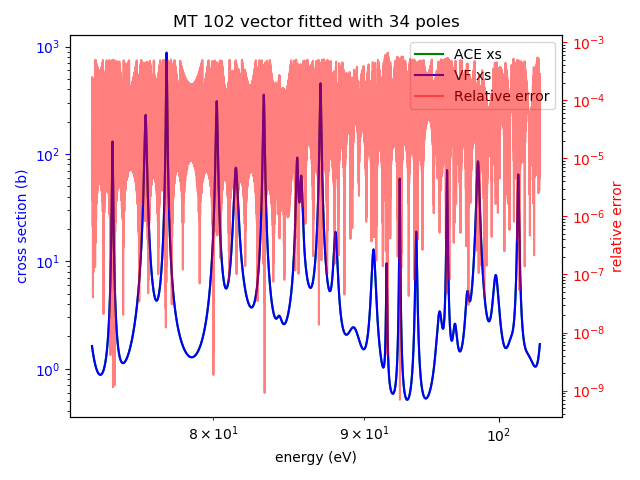 MT 102 vector fitted with 34 poles
10³
10²
10¹
10⁰
cross section (b)
ACE xs
VF xs
Relative error
10⁻³
10⁻⁴
10⁻⁵
10⁻⁶
10⁻⁷
10⁻⁸
10⁻⁹
relative error
8 × 10¹
9 × 10¹
10²
energy (eV)